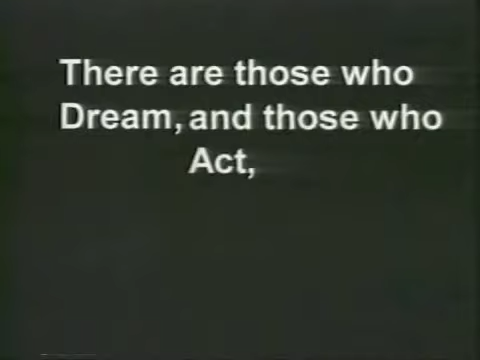 There are those who
Dream, and those who
Act,